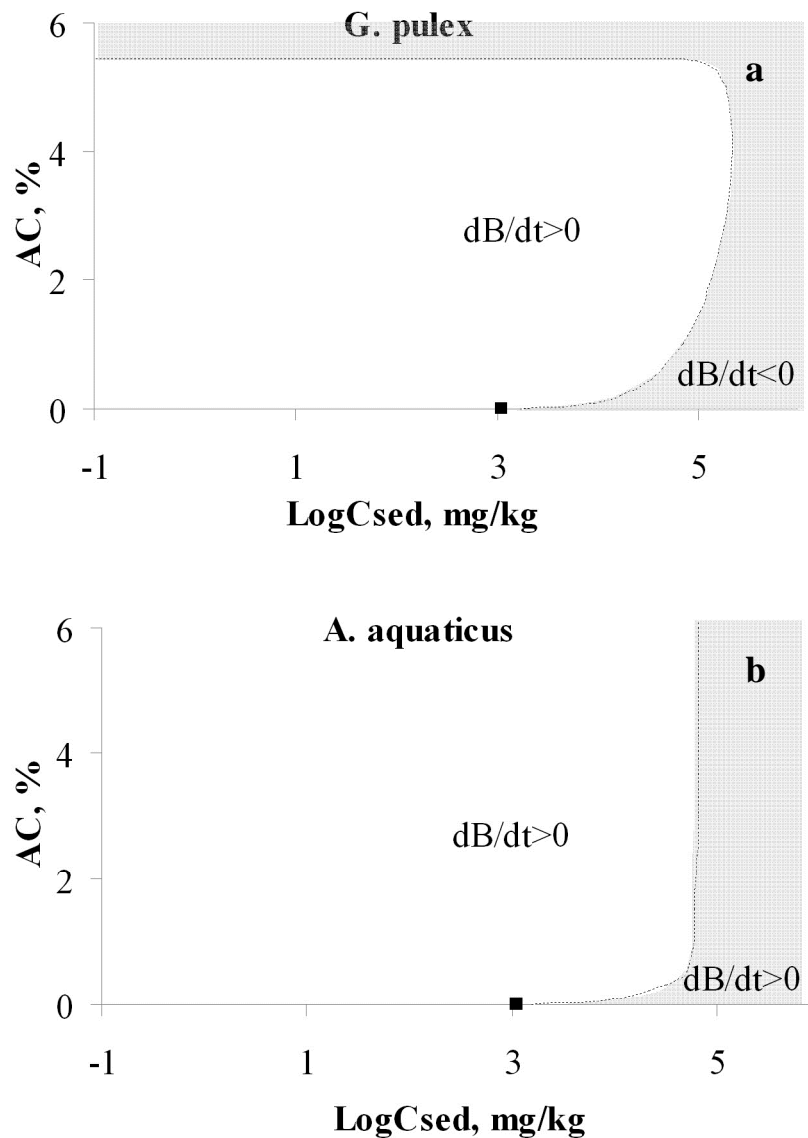 G. pulex
a
6
4
2
0
AC, %
dB/dt>0
dB/dt<0
-1 1 3 5
LogCsed, mg/kg
A. aquaticus
b
6
4
2
0
AC, %
dB/dt>0
dB/dt>0
-1 1 3 5
LogCsed, mg/kg